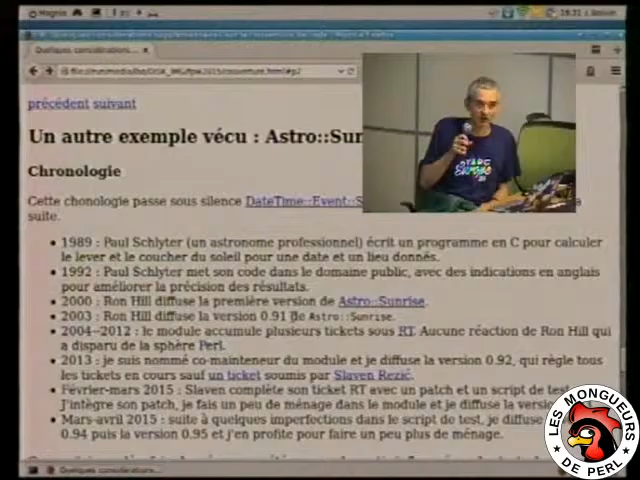 Quelques considérations...
précédent suivant
Un autre exemple vécu : Astro::Sun
Chronologie
Cette chonologie passe sous silence DateTime::Event::S
a
suite.
1989 : Paul Schlyter (un astronome professionnel) écrit un programme en C pour calculer
le lever et le coucher du soleil pour une date et un lieu donnés.
1992 : Paul Schlyter met son code dans le domaine public, avec des indications en anglais
pour améliorer la précision des résultats.
2000 : Ron Hill diffuse la première version de Astro::Sunrise.
2003 : Ron Hill diffuse la version 0.91 de Astro::Sunrise.
2004–2012 : le module accumule plusieurs tickets sous RT. Aucune réaction de Ron Hill qui
a disparu de la sphère Perl.
2013 : je suis nommé co-mainteneur du module et je diffuse la version 0.92, qui règle tous
les tickets en cours sauf un ticket soumis par Slaven Rezić.
Février-mars 2015 : Slaven complète son ticket RT avec un patch et un script de test.
J'intègre son patch, je fais un peu de ménage dans le module et je diffuse la version
Mars-avril 2015 : suite à quelques imperfections dans le script de test, je diffuse
0.94 puis la version 0.95 et j'en profite pour faire un peu plus de ménage.
Quelques considérations...
LES MONGUEURS
DE PERL